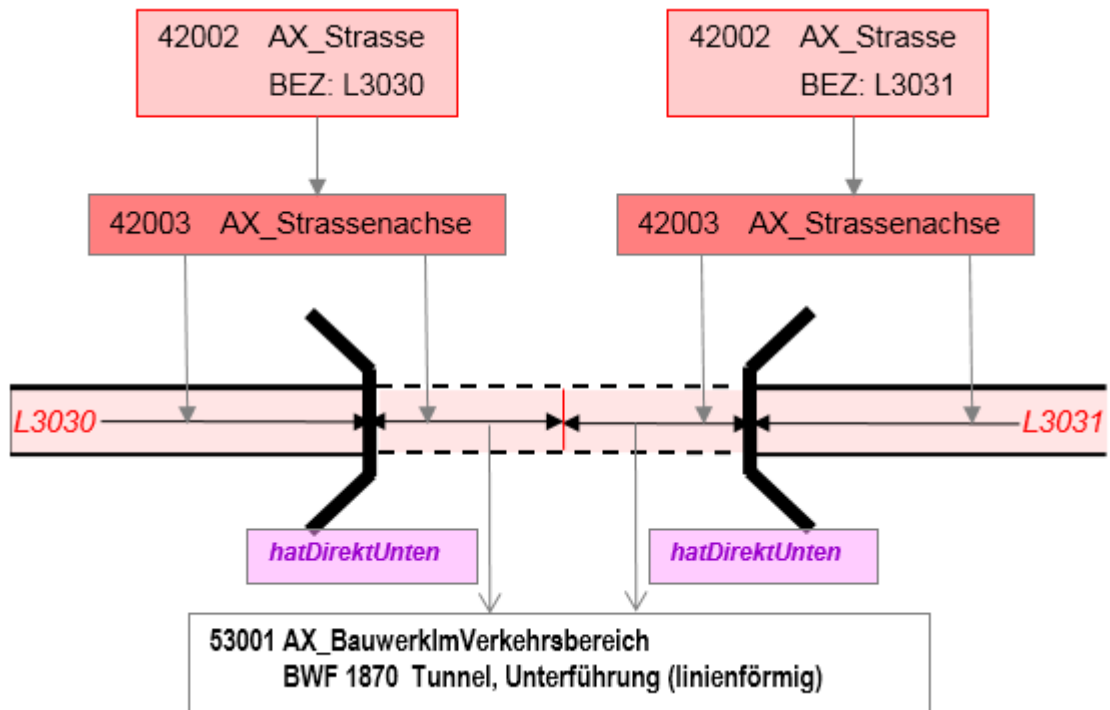 42002 AX_Strasse
BEZ: L3030
42002 AX_Strasse
BEZ: L3031
42003 AX_Strassenachse
42003 AX_Strassenachse
L3030
L3031
hatDirektUnten
hatDirektUnten
53001 AX_BauwerkImVerkehrsbereich
BWF 1870 Tunnel, Unterführung (linienförmig)